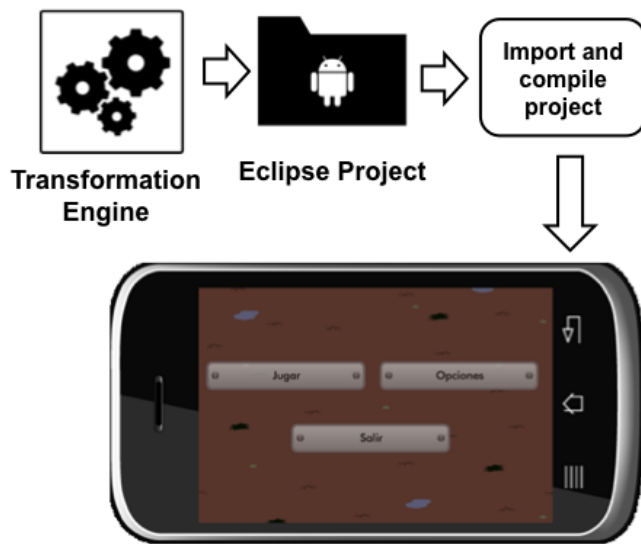 Transformation
Engine
Eclipse Project
Import and
compile
project
Jugar
Opciones
Salir